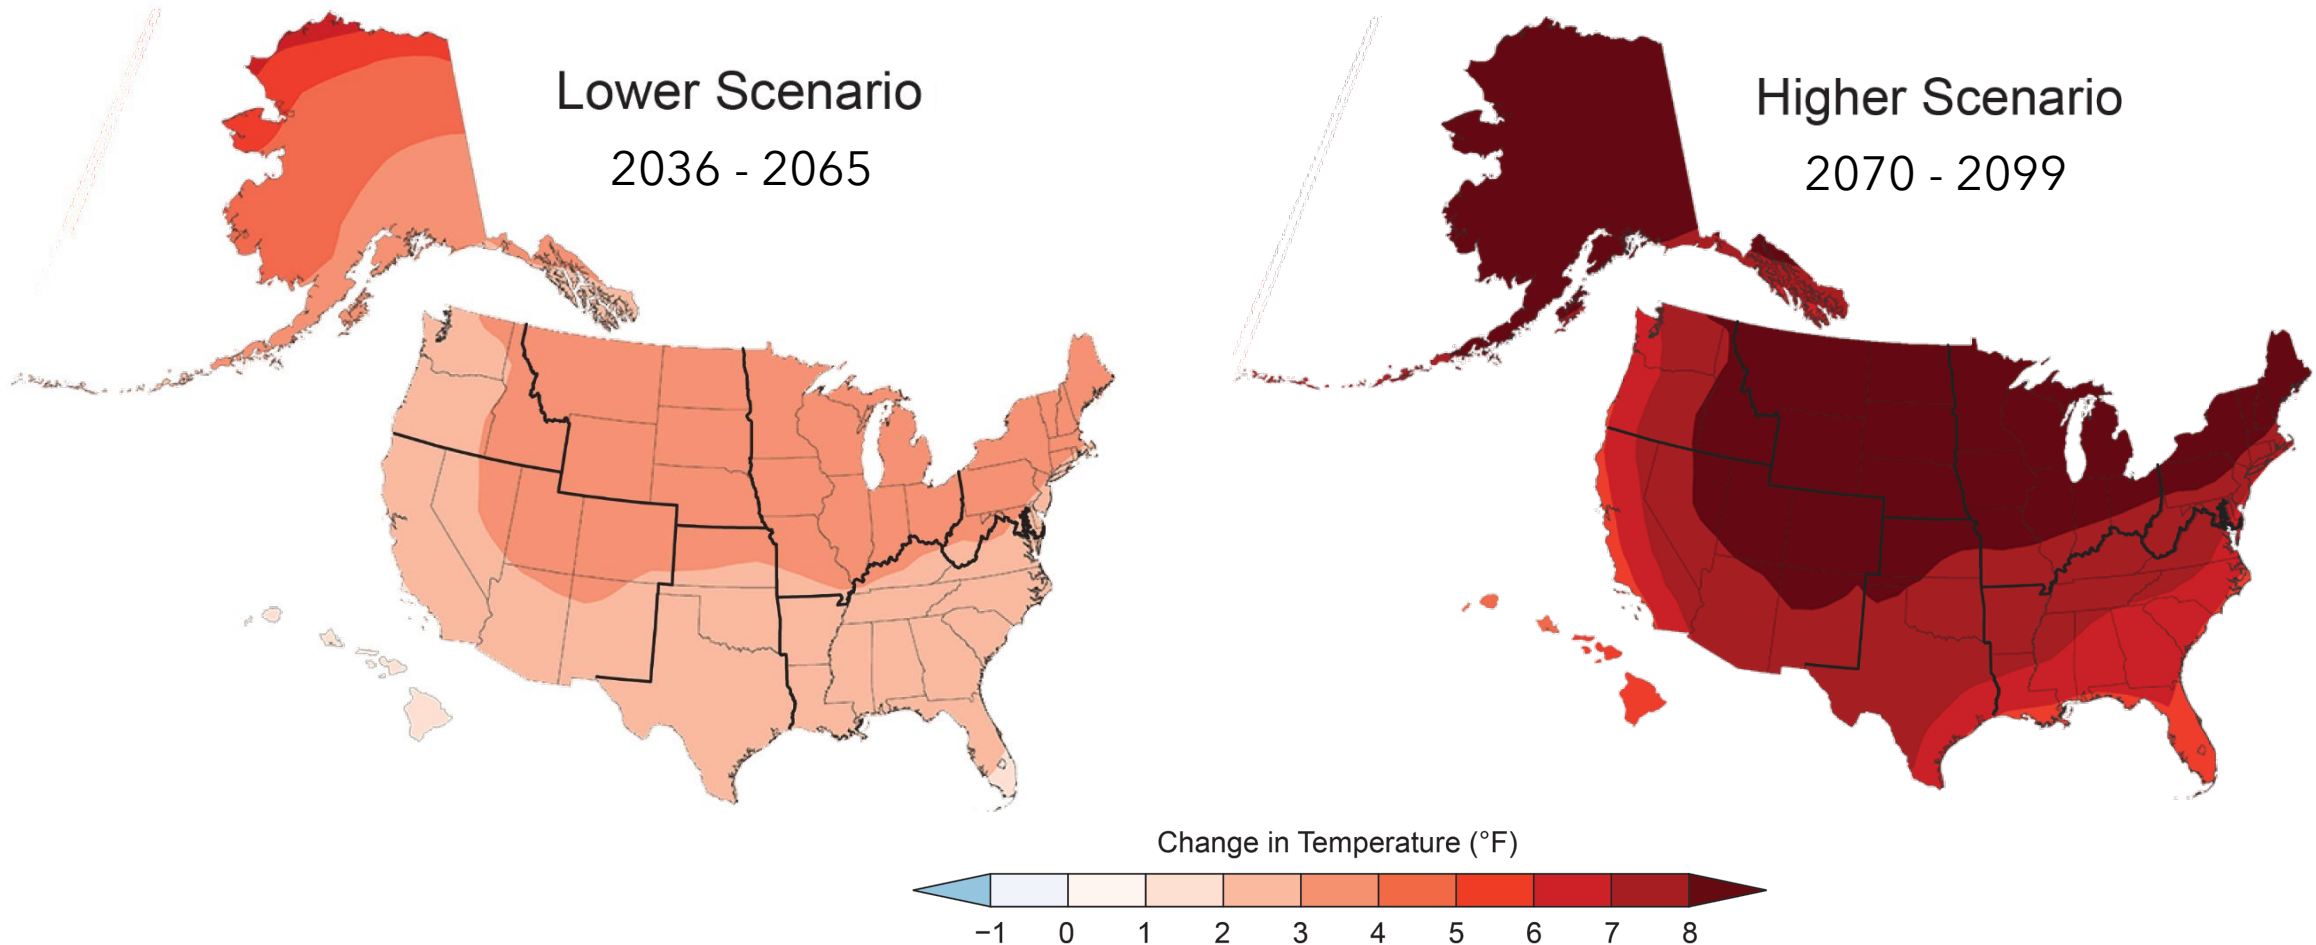 Lower Scenario
2036 - 2065
Higher Scenario
2070 - 2099
Change in Temperature (°F)
−1 0 1 2 3 4 5 6 7 8